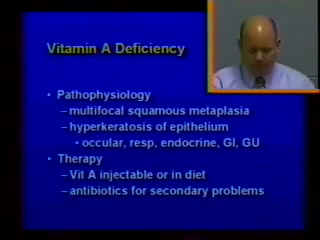 Vitamin A Deficiency
• Pathophysiology
– multifocal squamous metaplasia
– hyperkeratosis of epithelium
• occular, resp, endocrine, GI, GU
• Therapy
– Vit A injectable or in diet
– antibiotics for secondary problems